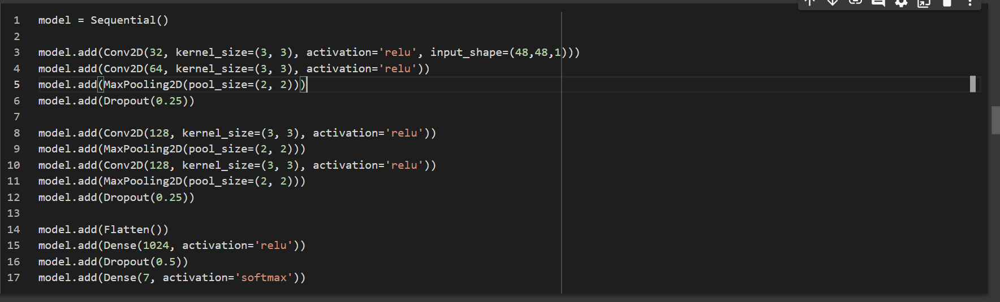 1 model = Sequential()
2
3 model.add(Conv2D(32, kernel_size=(3, 3), activation='relu', input_shape=(48,48,1)))
4 model.add(Conv2D(64, kernel_size=(3, 3), activation='relu'))
5 model.add(MaxPooling2D(pool_size=(2, 2)))
6 model.add(Dropout(0.25))
7
8 model.add(Conv2D(128, kernel_size=(3, 3), activation='relu'))
9 model.add(MaxPooling2D(pool_size=(2, 2)))
10 model.add(Conv2D(128, kernel_size=(3, 3), activation='relu'))
11 model.add(MaxPooling2D(pool_size=(2, 2)))
12 model.add(Dropout(0.25))
13
14 model.add(Flatten())
15 model.add(Dense(1024, activation='relu'))
16 model.add(Dropout(0.5))
17 model.add(Dense(7, activation='softmax'))